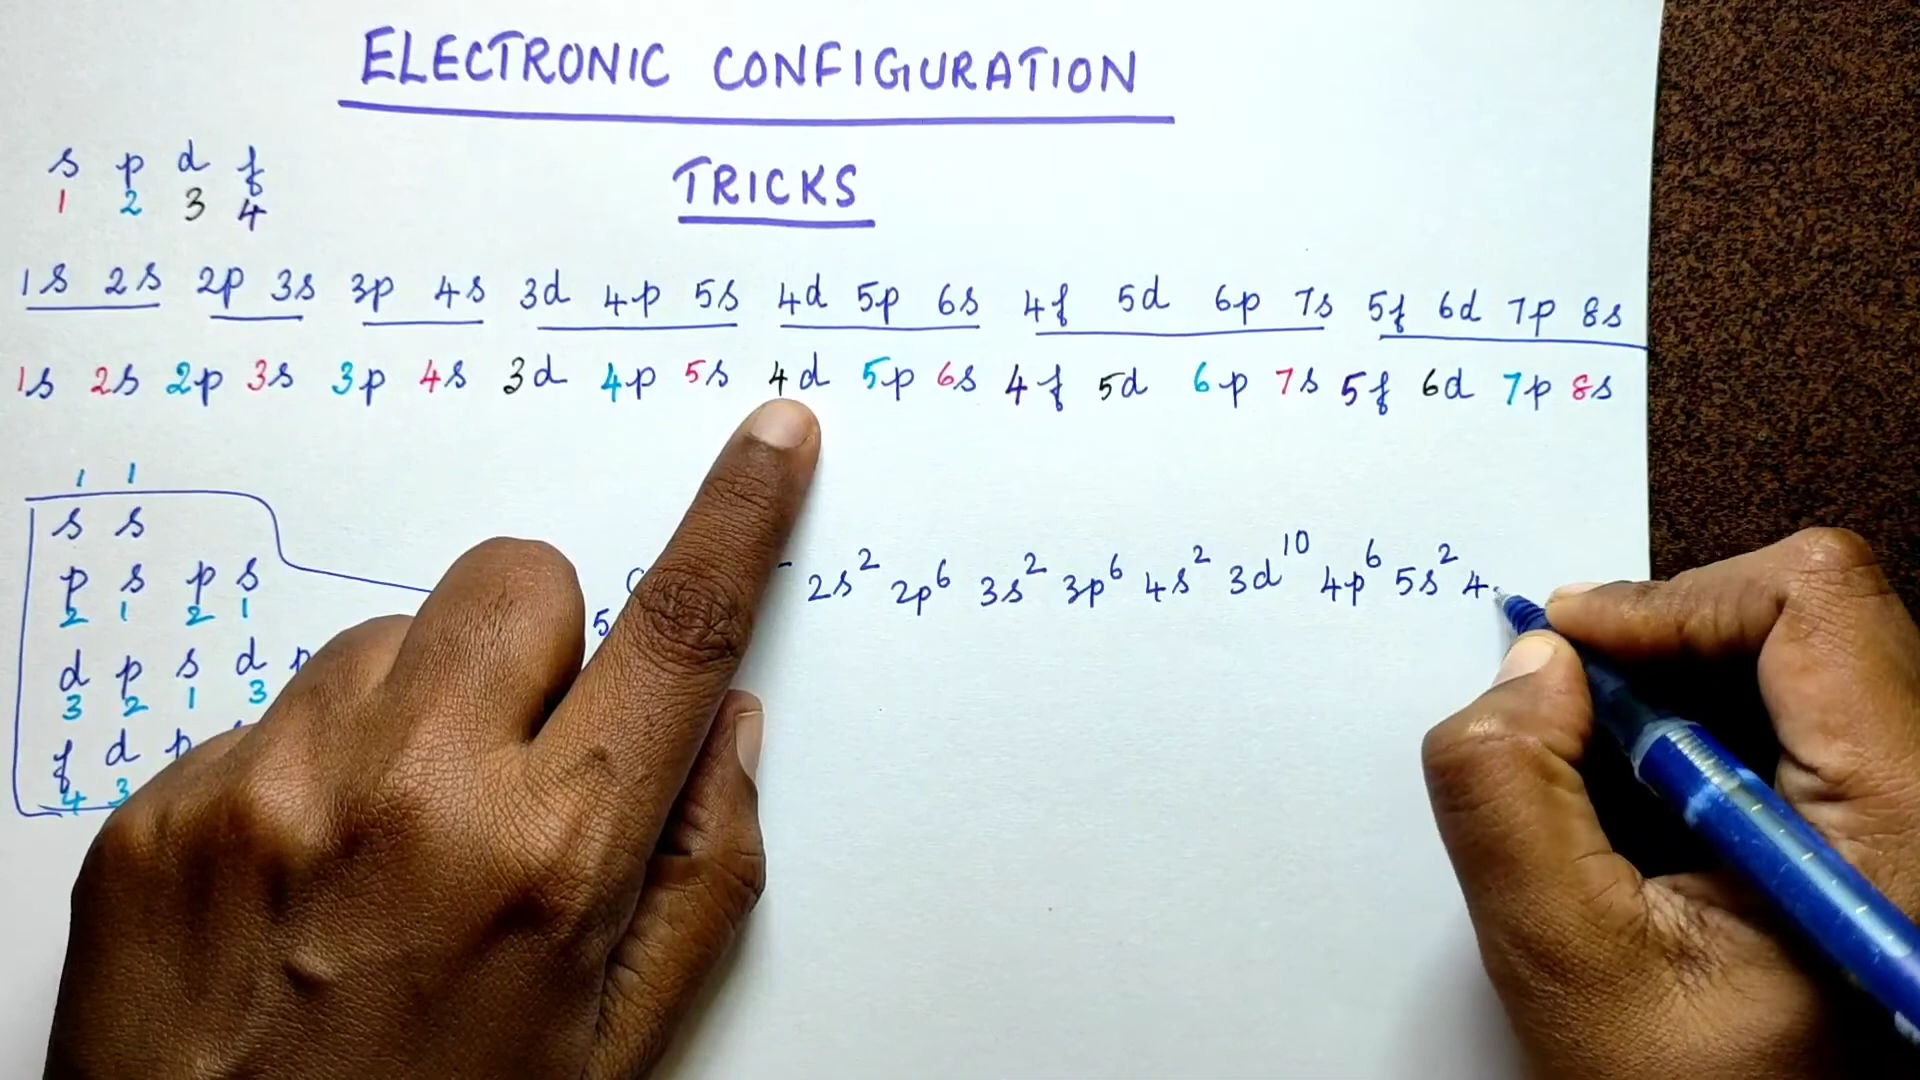 ELECTRONIC CONFIGURATION
TRICKS
s p d f
1 2 3 4
1s 2s 2p 3s 3p 4s 3d 4p 5s 4d 5p 6s 4f 5d 6p 7s 5f 6d 7p 8s
1s 2s 2p 3s 3p 4s 3d 4p 5s 4d 5p 6s 4f 5d 6p 7s 5f 6d 7p 8s
1 1
s s
p s p s
2 1 2 1
d p s d p
3 2 1 3
f d p
4 3
5
2s² 2p⁶ 3s² 3p⁶ 4s² 3d¹⁰ 4p⁶ 5s² 4